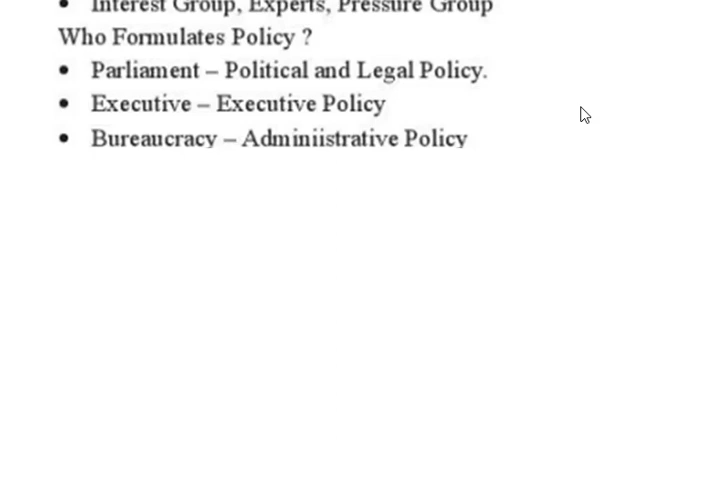 • Interest Group, Experts, Pressure Group
Who Formulates Policy ?
• Parliament – Political and Legal Policy.
• Executive – Executive Policy
• Bureaucracy – Adminiistrative Policy